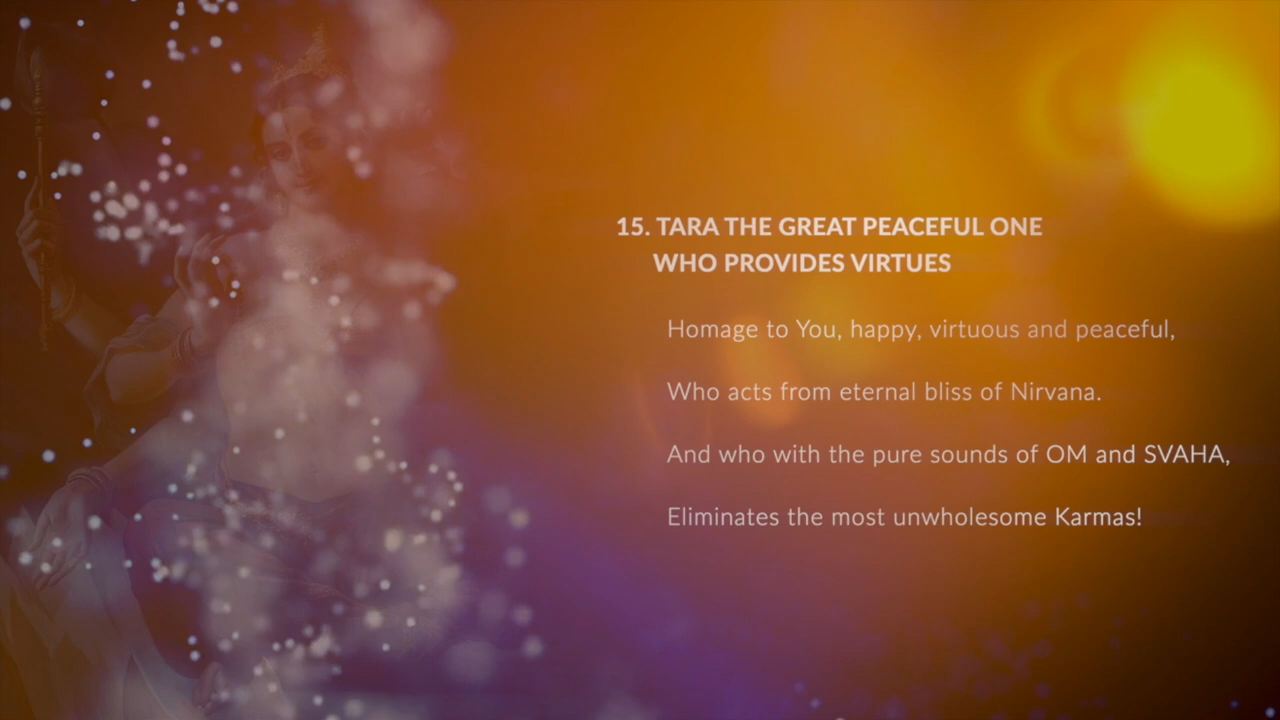 15. TARA THE GREAT PEACEFUL ONE
WHO PROVIDES VIRTUES
Homage to You, happy, virtuous and peaceful,
Who acts from eternal bliss of Nirvana.
And who with the pure sounds of OM and SVAHA,
Eliminates the most unwholesome Karmas!